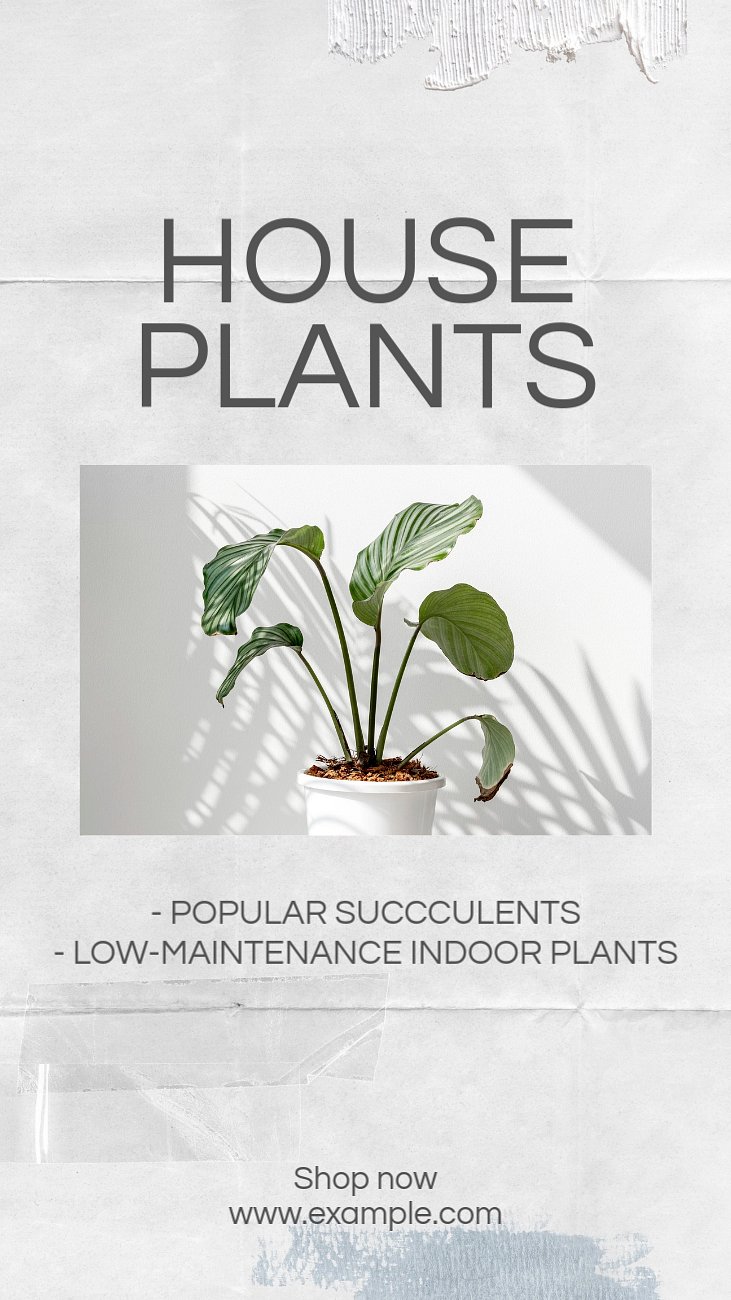 HOUSE
PLANTS
- POPULAR SUCCCULENTS
- LOW-MAINTENANCE INDOOR PLANTS
Shop now
www.example.com